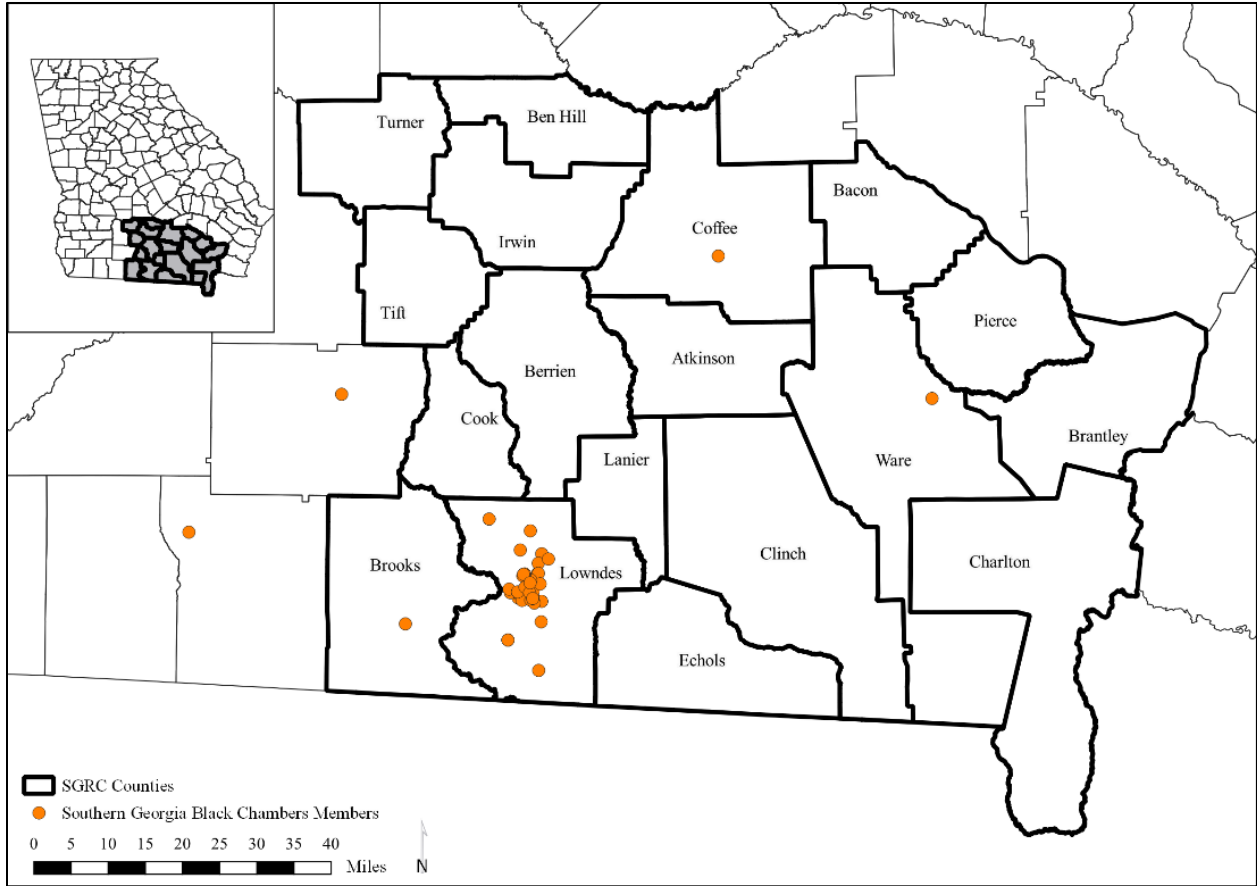 Turner
Ben Hill
Bacon
Coffee
Irwin
Tift
Pierce
Atkinson
Berrien
Cook
Brantley
Lanier
Ware
Clinch
Charlton
Brooks
Lowndes
Echols
SGRC Counties
Southern Georgia Black Chambers Members
0 5 10 20 25 30 35 40
Miles
N